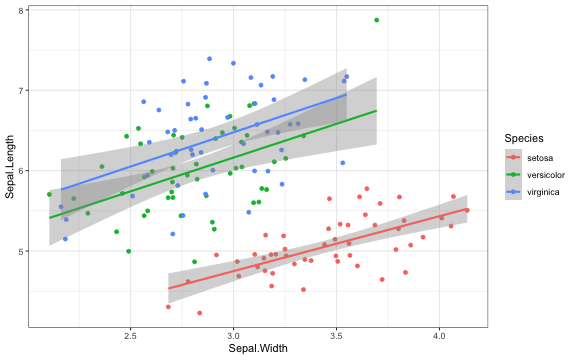 8
7
6
5
Sepal.Length
2.5
3.0
3.5
4.0
Sepal.Width
Species
setosa
versicolor
virginica